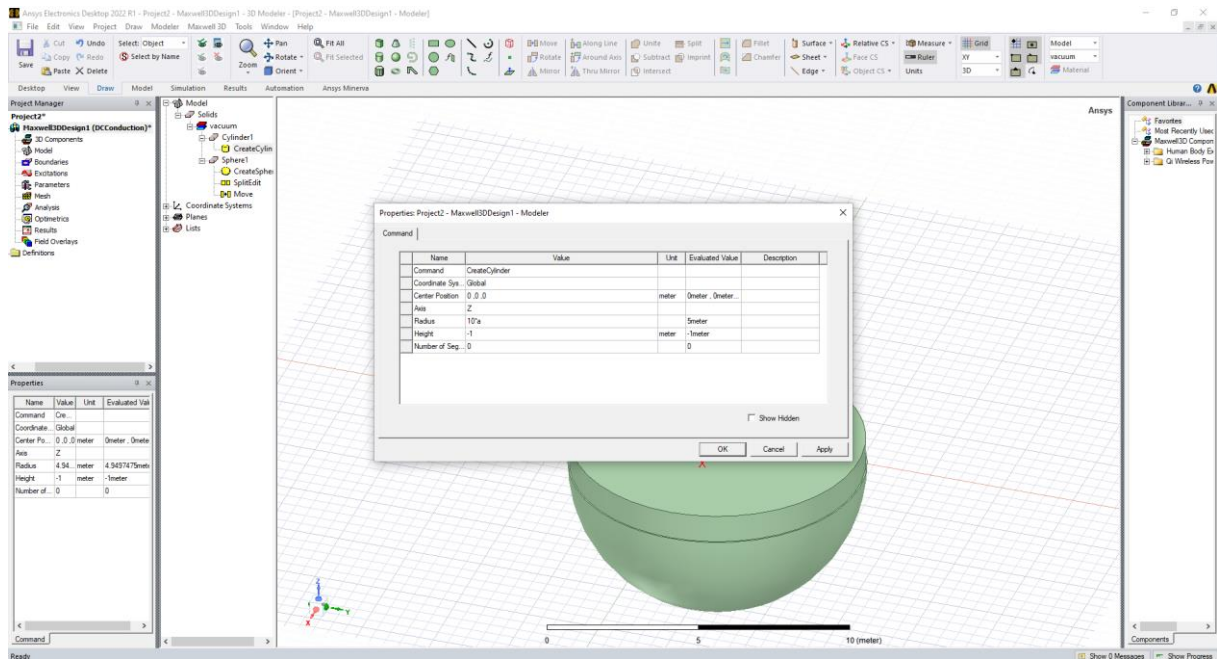 Ansys Electronics Desktop 2022 R1 - Project2 - Maxwell3DDesign1 - 3D Modeler - [Project2 - Maxwell3DDesign1 - Modeler]
File Edit View Project Draw Modeler Maxwell 3D Tools Window Help
Save
Cut Undo Select: Object
Copy Redo Select by Name
Paste Delete
Zoom
Pan
Rotate
Orient
Fit All
Fit Selected
Move Along Line Unite Split Fillet
Rotate Around Axis Subtract Imprint Chamfer
Mirror Thru Mirror Intersect
Surface Relative CS Measure Grid Model
Sheet Face CS Ruler XY vacuum
Edge Object CS Units 3D Material
Desktop View Draw Model Simulation Results Automation Ansys Minerva
Project Manager
Project2*
Maxwell3DDesign1 (DCConduction)*
3D Components
Model
Boundaries
Excitations
Parameters
Mesh
Analysis
Optimetrics
Results
Field Overlays
Definitions
Model
Solids
vacuum
Cylinder1
CreateCylin
Sphere1
CreateSphe
SplitEdit
Move
Coordinate Systems
Planes
Lists
Ansys
Component Librar...
Favorites
Most Recently Usec
Maxwell3D Compon
Human Body Ex
Qi Wireless Pow
Properties: Project2 - Maxwell3DDesign1 - Modeler
Command
Name Value Unit Evaluated Value Description
Command CreateCylinder
Coordinate Sys... Global
Center Position 0 ,0 ,0 meter 0meter , 0meter...
Axis Z
Radius 10*a 5meter
Height -1 meter -1meter
Number of Seg... 0 0
Show Hidden
OK Cancel Apply
Properties
Name Value Unit Evaluated Val
Command Cre...
Coordinate... Global
Center Po... 0 ,0 ,0 meter 0meter , 0mete
Axis Z
Radius 4.94... meter 4.9497475mete
Height -1 meter -1meter
Number of... 0 0
Command
Z
Y
X
0 5 10 (meter)
Components
Ready
Show 0 Messages Show Progress